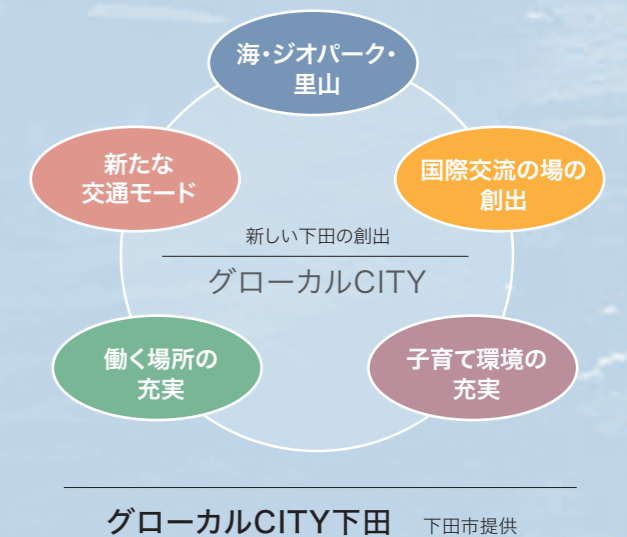 海・ジオパーク・
里山
新たな
交通モード
国際交流の場の
創出
新しい下田の創出
グローカルCITY
働く場所の
充実
子育て環境の
充実
グローカルCITY下田 下田市提供